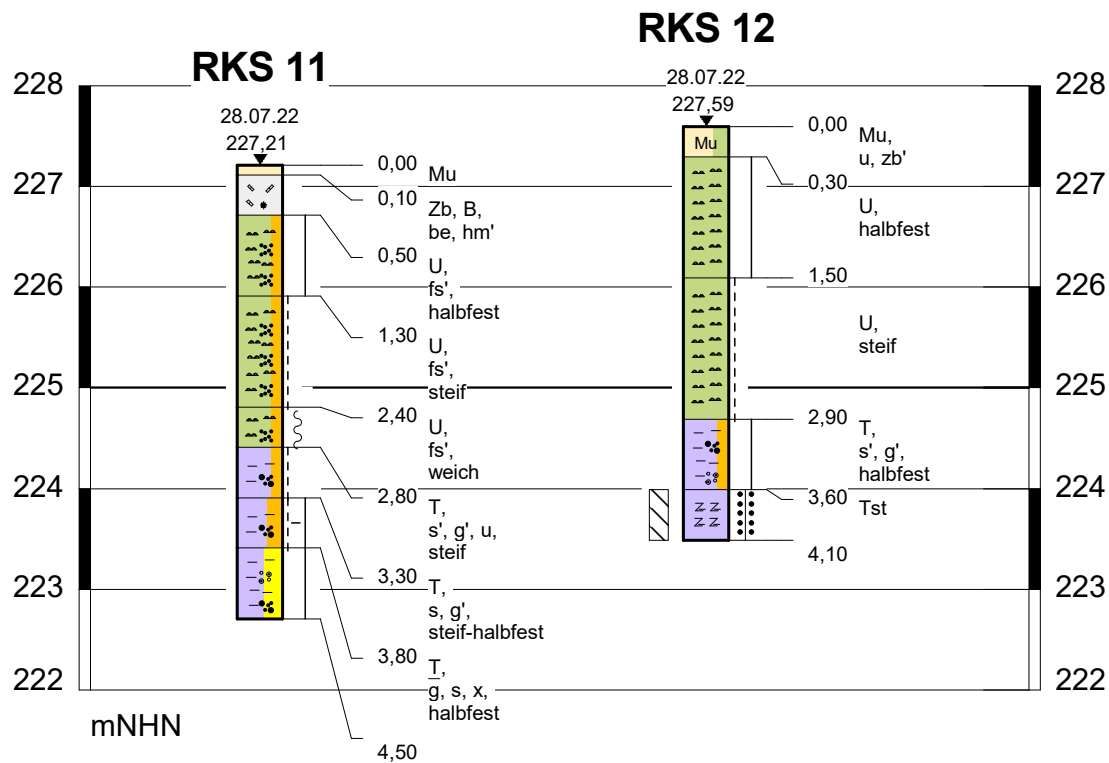 RKS 11
28.07.22
227,21
0,00
Mu
0,10
Zb, B,
be, hm'
0,50
U,
fs',
halbfest
1,30
U,
fs',
steif
2,40
U,
fs',
weich
2,80
T,
s', g', u,
steif
3,30
T,
s, g',
steif-halbfest
3,80
T,
g̅, s, x,
halbfest
4,50
RKS 12
28.07.22
227,59
Mu
0,00
Mu,
u, zb'
0,30
U,
halbfest
1,50
U,
steif
2,90
T,
s', g',
halbfest
3,60
Tst
4,10
228
227
226
225
224
223
222
mNHN
228
227
226
225
224
223
222